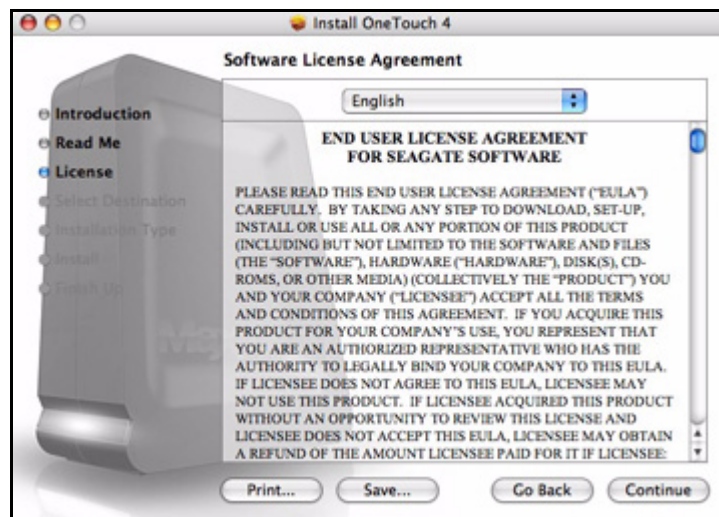 Install OneTouch 4
Software License Agreement
English
Introduction
Read Me
License
Select Destination
Installation Type
Install
Finish Up
END USER LICENSE AGREEMENT
FOR SEAGATE SOFTWARE
PLEASE READ THIS END USER LICENSE AGREEMENT ("EULA")
CAREFULLY. BY TAKING ANY STEP TO DOWNLOAD, SET-UP,
INSTALL OR USE ALL OR ANY PORTION OF THIS PRODUCT
(INCLUDING BUT NOT LIMITED TO THE SOFTWARE AND FILES
(THE "SOFTWARE"), HARDWARE ("HARDWARE"), DISK(S), CD-
ROMS, OR OTHER MEDIA) (COLLECTIVELY THE "PRODUCT") YOU
AND YOUR COMPANY ("LICENSEE") ACCEPT ALL THE TERMS
AND CONDITIONS OF THIS AGREEMENT. IF YOU ACQUIRE THIS
PRODUCT FOR YOUR COMPANY'S USE, YOU REPRESENT THAT
YOU ARE AN AUTHORIZED REPRESENTATIVE WHO HAS THE
AUTHORITY TO LEGALLY BIND YOUR COMPANY TO THIS EULA.
IF LICENSEE DOES NOT AGREE TO THIS EULA, LICENSEE MAY
NOT USE THIS PRODUCT. IF LICENSEE ACQUIRED THIS PRODUCT
WITHOUT AN OPPORTUNITY TO REVIEW THIS LICENSE AND
LICENSEE DOES NOT ACCEPT THIS EULA, LICENSEE MAY OBTAIN
A REFUND OF THE AMOUNT LICENSEE PAID FOR IT IF LICENSEE:
Print...
Save...
Go Back
Continue